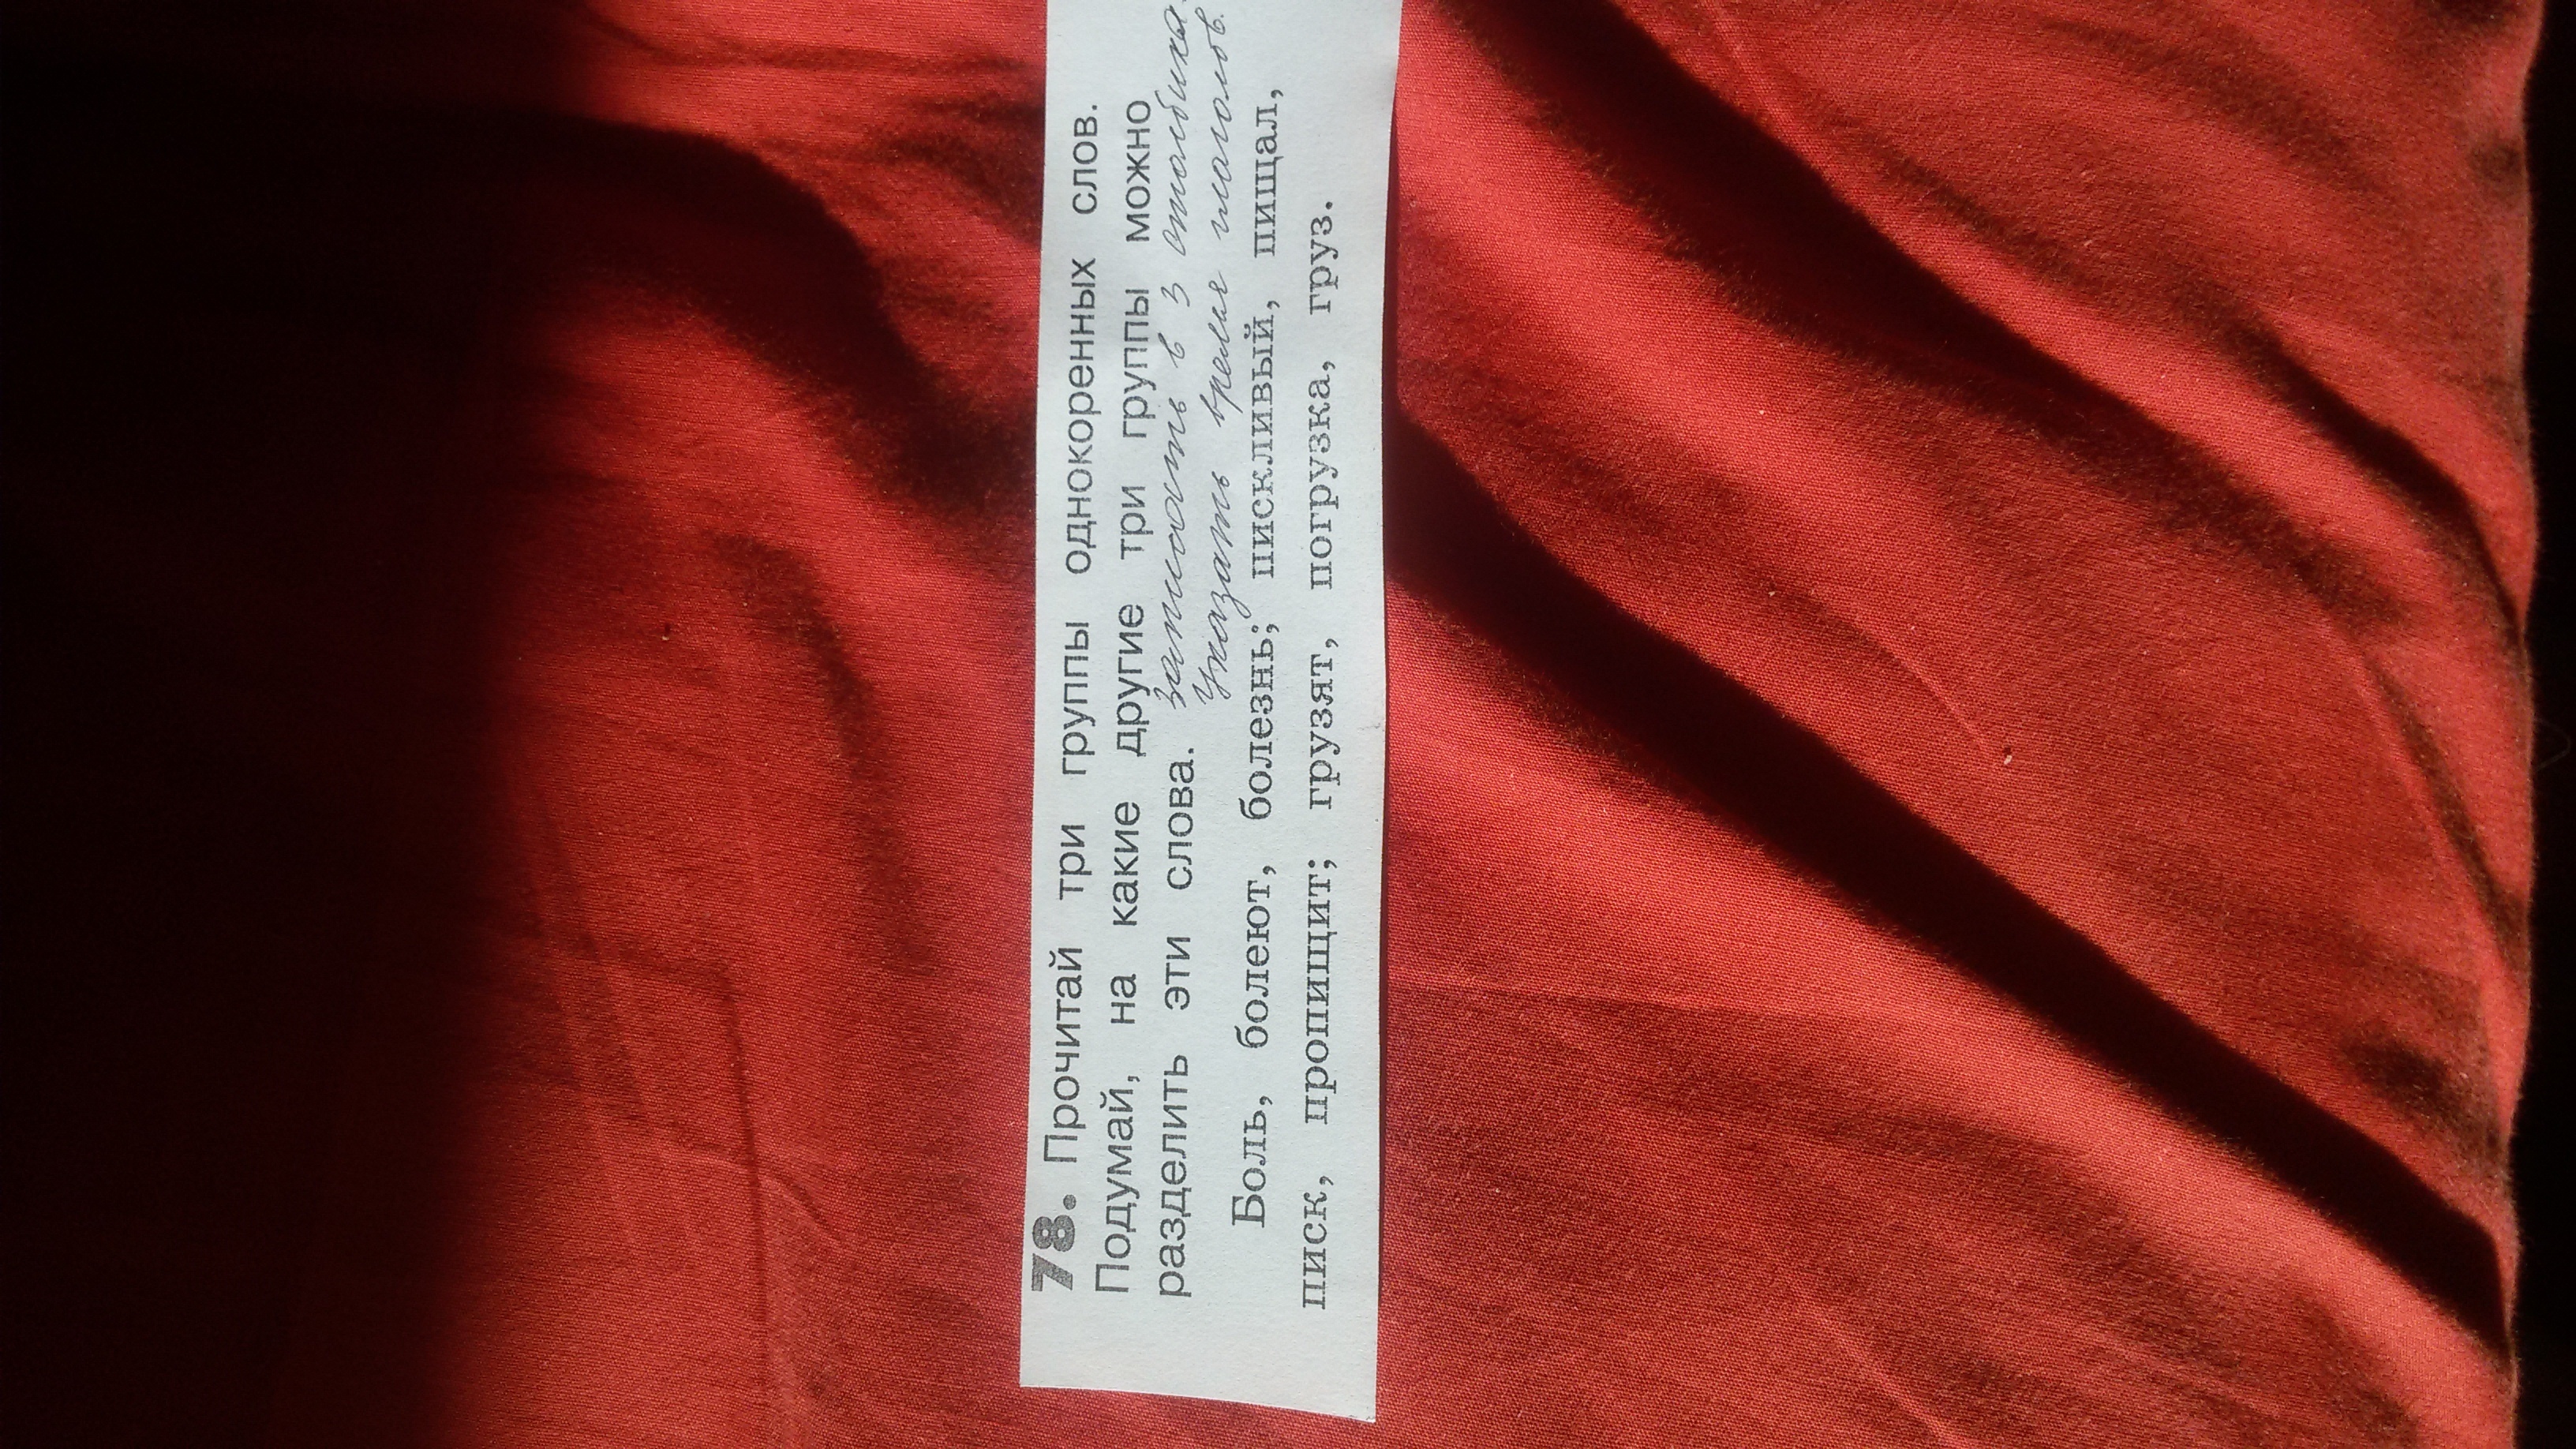 78. Прочитай три группы однокоренных слов.
Подумай, на какие другие три группы можно
разделить эти слова. записать в 3 столбика.
Указать время глаголов.
Боль, болеют, болезнь; пискливый, пищал,
писк, пропищит; грузят, погрузка, груз.